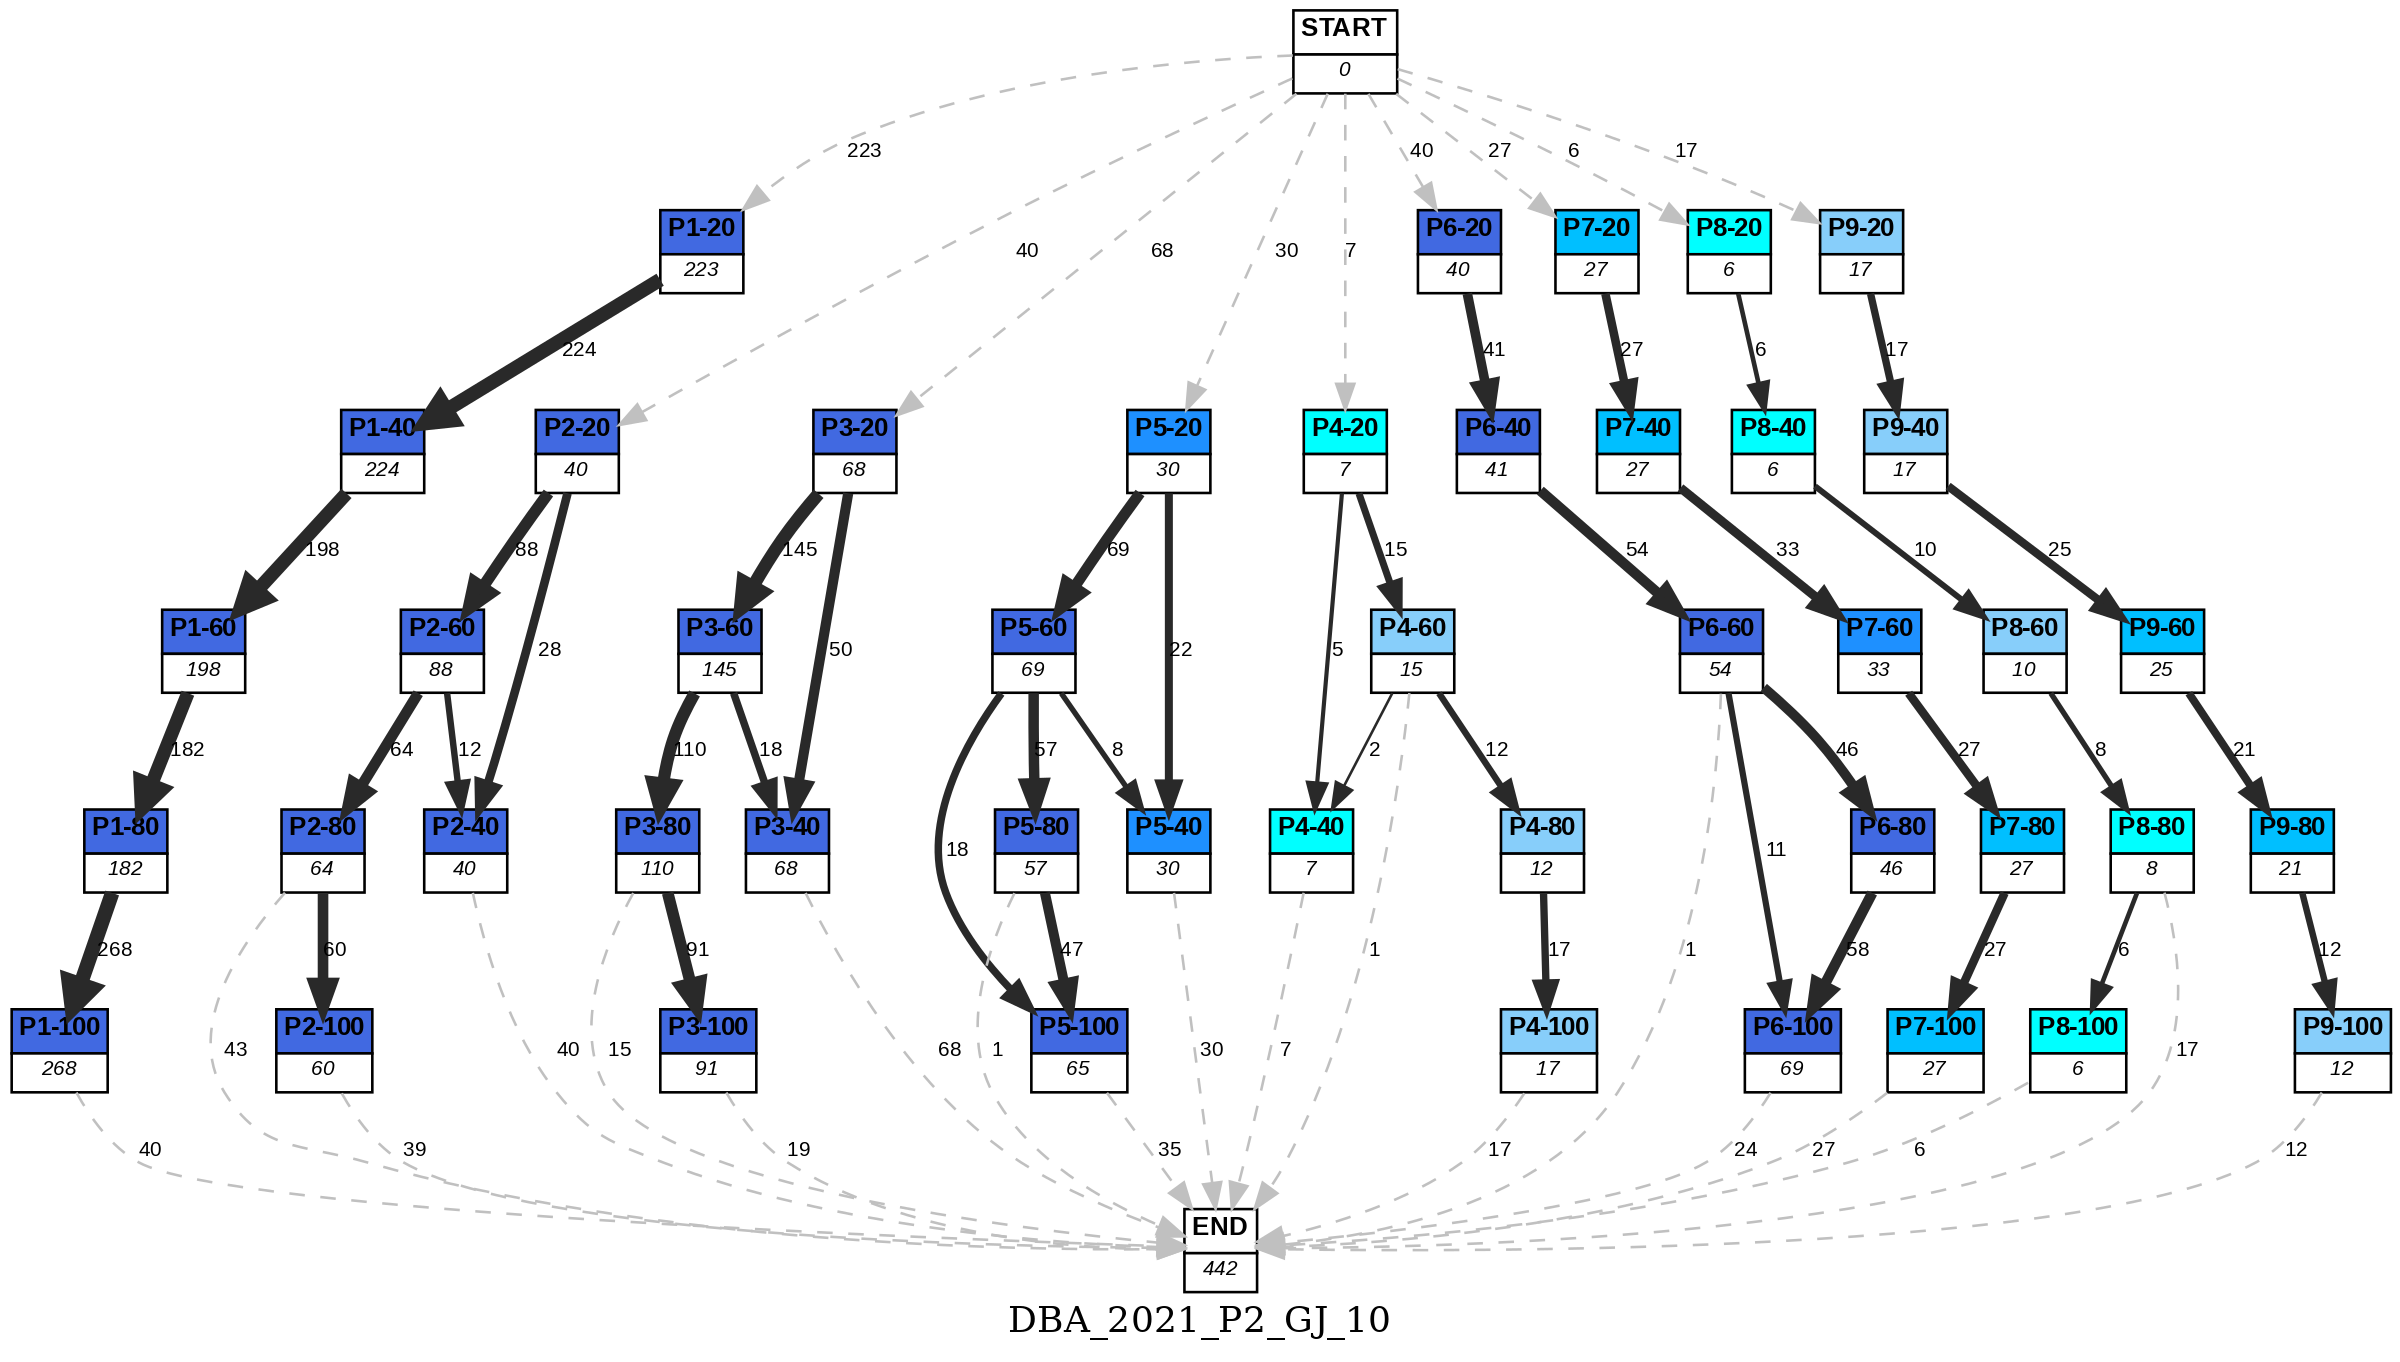 START
0
223
40
27
6
17
P1-20
223
P6-20
40
P7-20
27
P8-20
6
P9-20
17
40
68
30
7
224
41
27
6
17
P1-40
224
P2-20
40
P3-20
68
P5-20
30
P4-20
7
P6-40
41
P7-40
27
P8-40
6
P9-40
17
198
88
145
69
15
54
33
10
25
P1-60
198
P2-60
88
28
P3-60
145
50
P5-60
69
22
5
P4-60
15
P6-60
54
P7-60
33
P8-60
10
P9-60
25
182
64
12
110
18
57
8
2
12
46
27
8
21
P1-80
182
P2-80
64
P2-40
40
P3-80
110
P3-40
68
18
P5-80
57
P5-40
30
P4-40
7
P4-80
12
11
P6-80
46
P7-80
27
P8-80
8
P9-80
21
268
60
91
47
1
17
1
58
27
6
12
P1-100
268
43
P2-100
60
40
15
P3-100
91
68
1
P5-100
65
30
7
P4-100
17
P6-100
69
P7-100
27
P8-100
6
17
P9-100
12
40
39
19
35
17
24
27
6
12
END
442
DBA_2021_P2_GJ_10